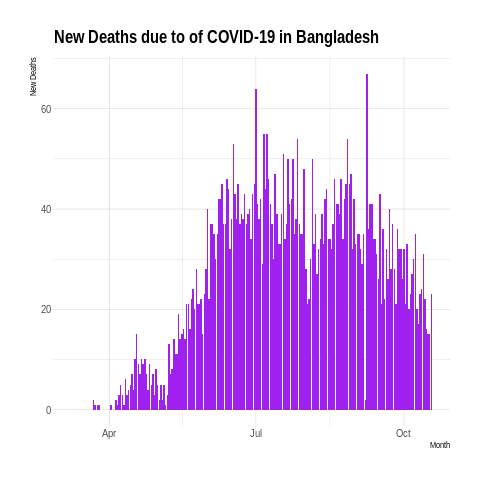 New Deaths due to of COVID-19 in Bangladesh
New Deaths
60
40
20
0
Apr
Jul
Oct
Month